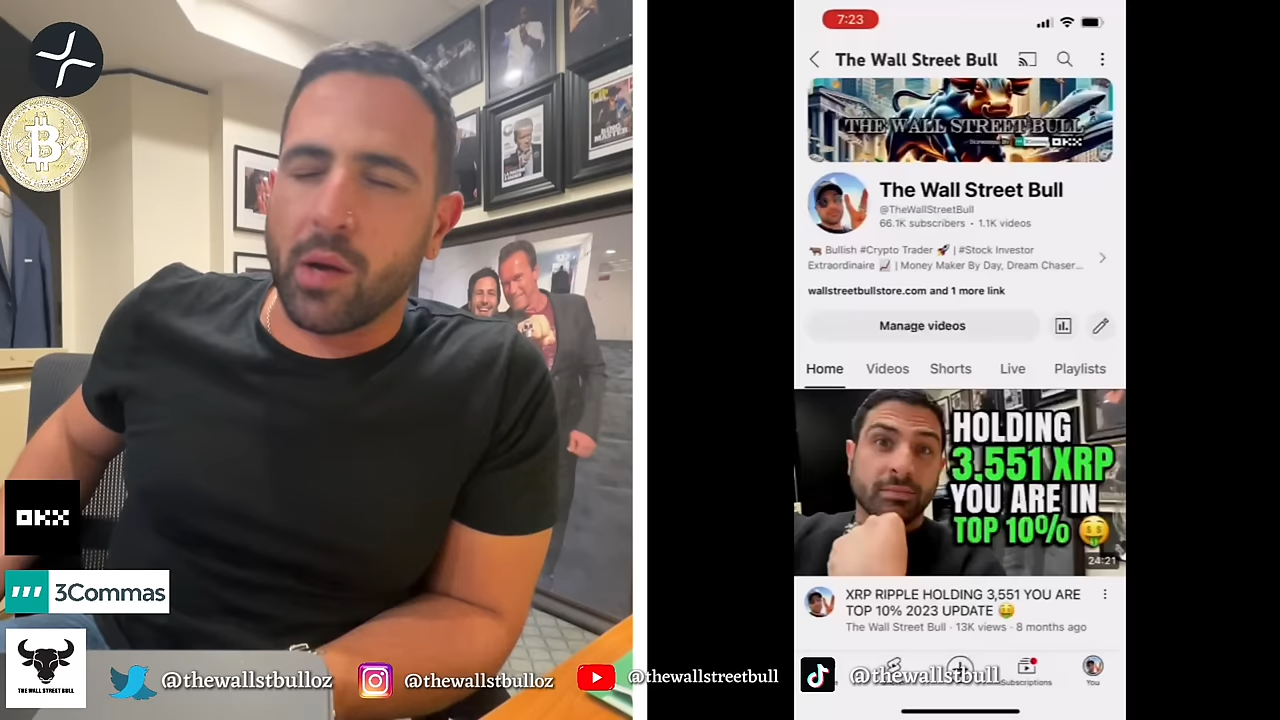 OKX
3Commas
THE WALL STREET BULL
@thewallstbulloz
@thewallstbulloz
@thewallstreetbull
@thewallstbull
7:23
The Wall Street Bull
THE WALL STREET BULL
3Commas OKX
The Wall Street Bull
@TheWallStreetBull
66.1K subscribers • 1.1K videos
🐂 Bullish #Crypto Trader 🚀 | #Stock Investor
Extraordinaire 📈 | Money Maker By Day, Dream Chaser...
wallstreetbullstore.com and 1 more link
Manage videos
Home Videos Shorts Live Playlists
HOLDING
3,551 XRP
YOU ARE IN
TOP 10% 🤑
24:21
XRP RIPPLE HOLDING 3,551 YOU ARE
TOP 10% 2023 UPDATE 🤑
The Wall Street Bull · 13K views · 8 months ago
Subscriptions You